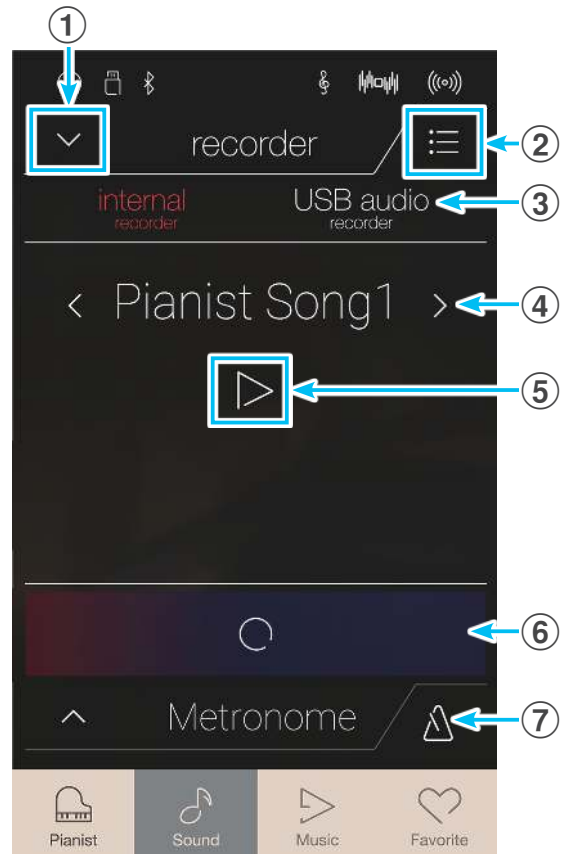 ①
recorder
②
internal
recorder
USB audio
recorder
③
Pianist Song1
④
⑤
⑥
Metronome
⑦
Pianist
Sound
Music
Favorite